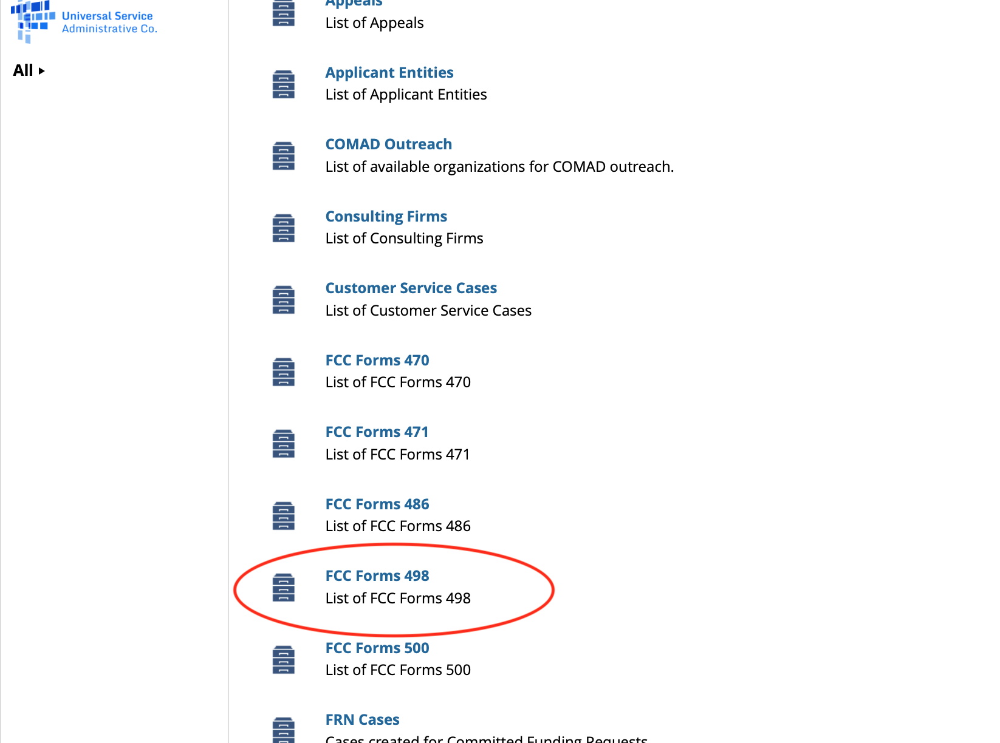 Universal Service
Administrative Co.
All
Appeals
List of Appeals
Applicant Entities
List of Applicant Entities
COMAD Outreach
List of available organizations for COMAD outreach.
Consulting Firms
List of Consulting Firms
Customer Service Cases
List of Customer Service Cases
FCC Forms 470
List of FCC Forms 470
FCC Forms 471
List of FCC Forms 471
FCC Forms 486
List of FCC Forms 486
FCC Forms 498
List of FCC Forms 498
FCC Forms 500
List of FCC Forms 500
FRN Cases
Cases created for Committed Funding Requests